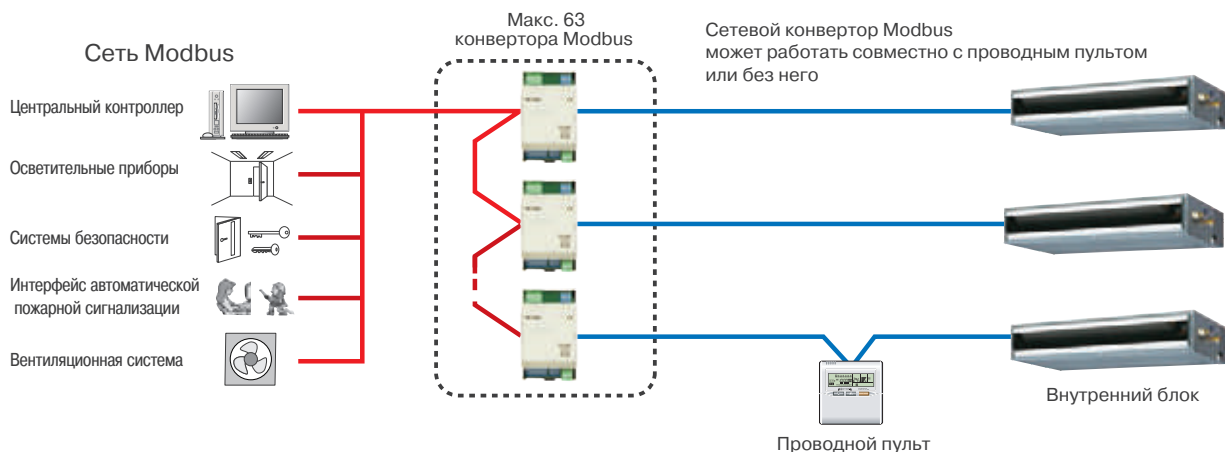 Макс. 63
конвертора Modbus
Сетевой конвертор Modbus
может работать совместно с проводным пультом
или без него
Сеть Modbus
Центральный контроллер
Осветительные приборы
Системы безопасности
Интерфейс автоматической
пожарной сигнализации
Вентиляционная система
Внутренний блок
Проводной пульт